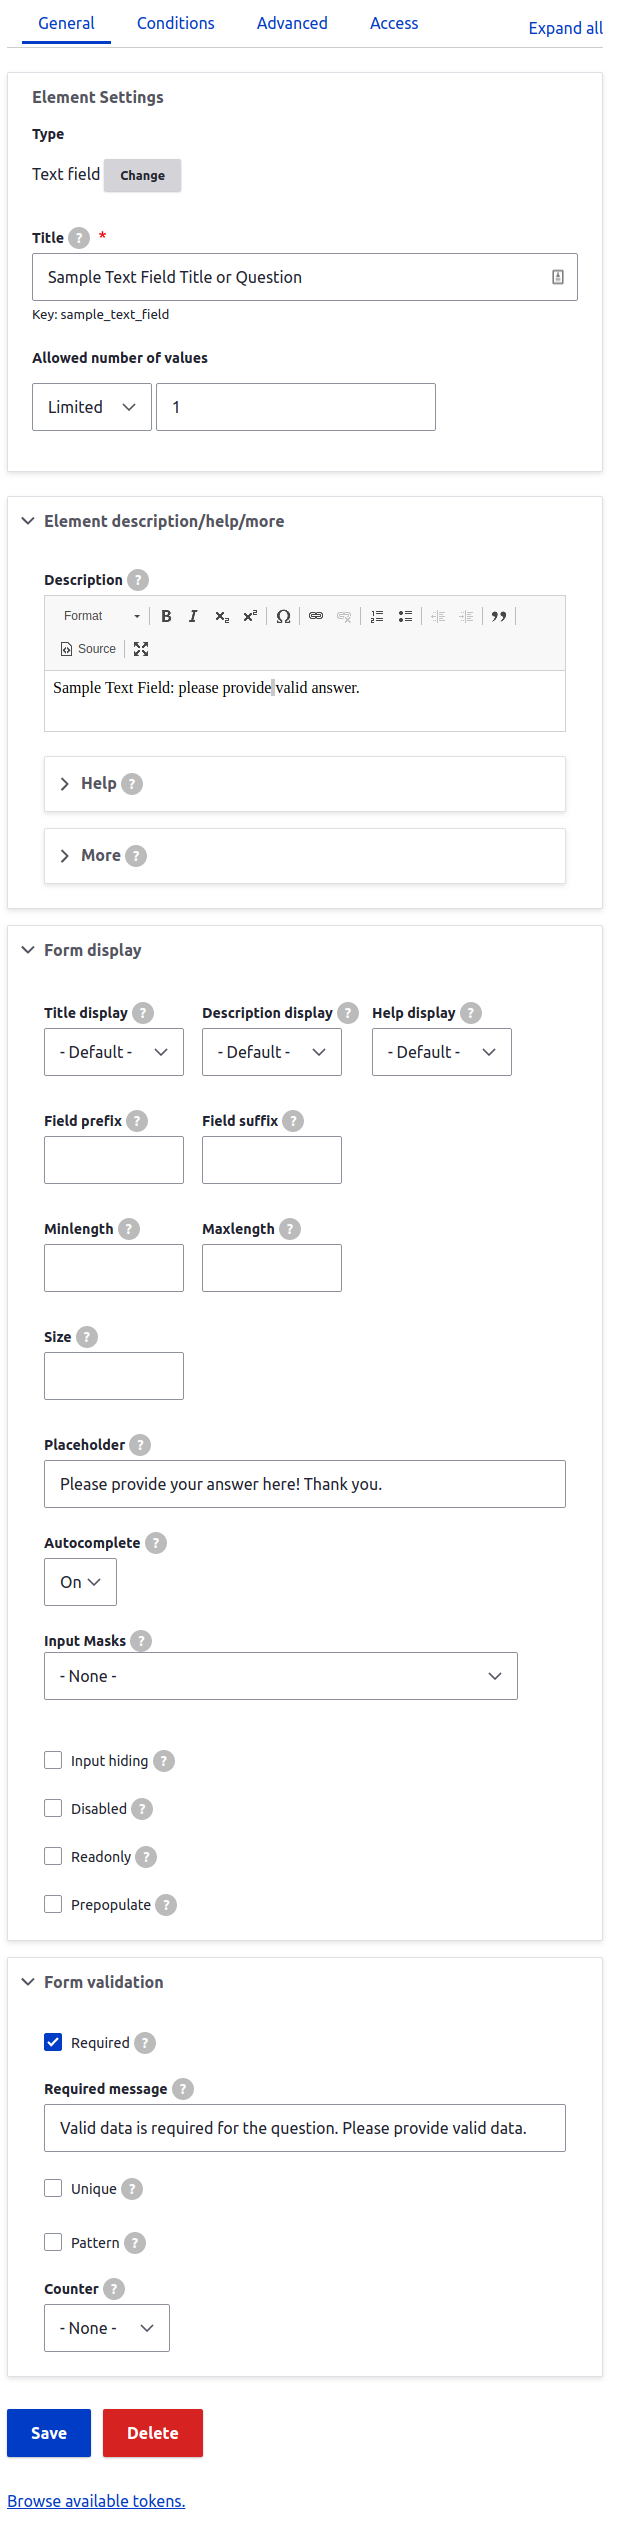 General Conditions Advanced Access Expand all
Element Settings
Type
Text field Change
Title ? *
Sample Text Field Title or Question
Key: sample_text_field
Allowed number of values
Limited 1
Element description/help/more
Description ?
Format B I x₂ x² Ω
Source
Sample Text Field: please provide valid answer.
Help ?
More ?
Form display
Title display ? Description display ? Help display ?
- Default - - Default - - Default -
Field prefix ? Field suffix ?
Minlength ? Maxlength ?
Size ?
Placeholder ?
Please provide your answer here! Thank you.
Autocomplete ?
On
Input Masks ?
- None -
Input hiding ?
Disabled ?
Readonly ?
Prepopulate ?
Form validation
Required ?
Required message ?
Valid data is required for the question. Please provide valid data.
Unique ?
Pattern ?
Counter ?
- None -
Save Delete
Browse available tokens.